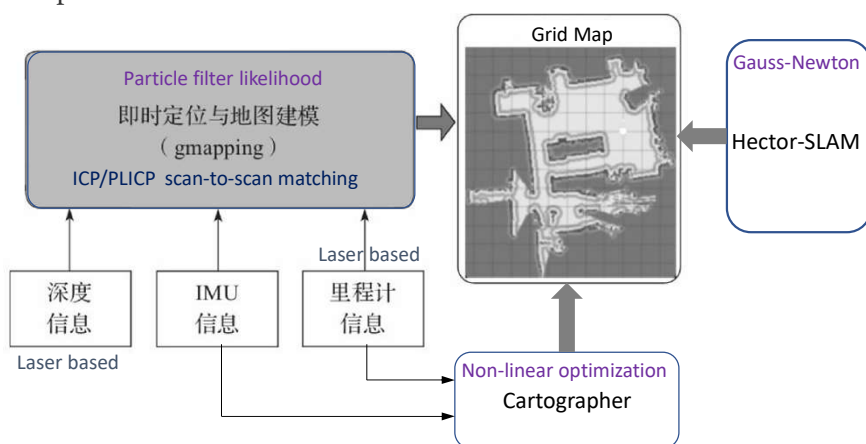 Particle filter likelihood
即时定位与地图建模
（gmapping）
ICP/PLICP scan-to-scan matching
Grid Map
Gauss-Newton
Hector-SLAM
Laser based
深度
信息
IMU
信息
里程计
信息
Laser based
Non-linear optimization
Cartographer